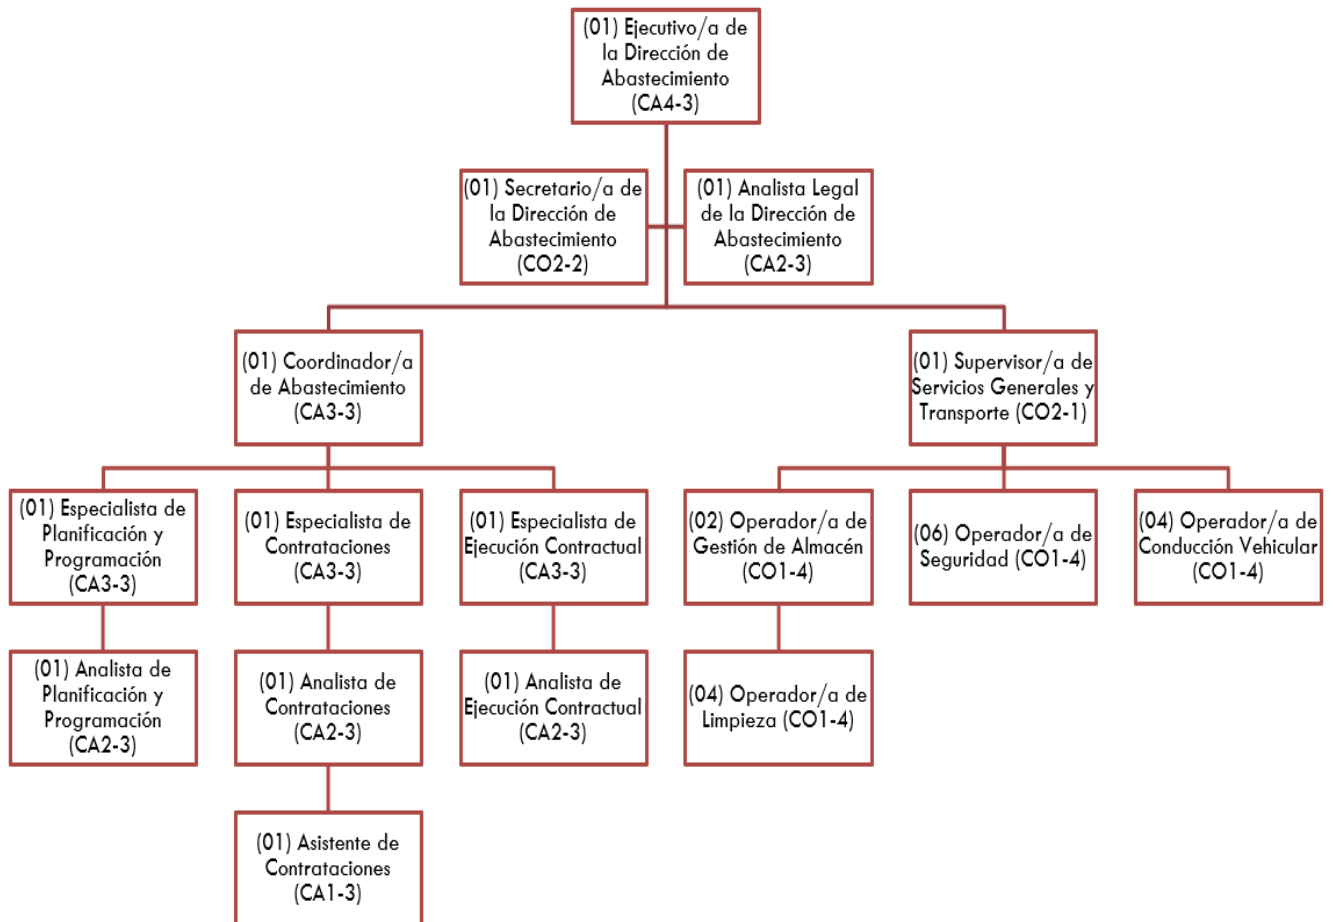 (01) Ejecutivo/a de
la Dirección de
Abastecimiento
(CA4-3)
(01) Secretario/a de
la Dirección de
Abastecimiento
(CO2-2)
(01) Analista Legal
de la Dirección de
Abastecimiento
(CA2-3)
(01) Coordinador/a
de Abastecimiento
(CA3-3)
(01) Supervisor/a de
Servicios Generales y
Transporte (CO2-1)
(01) Especialista de
Planificación y
Programación
(CA3-3)
(01) Especialista de
Contrataciones
(CA3-3)
(01) Especialista de
Ejecución Contractual
(CA3-3)
(02) Operador/a de
Gestión de Almacén
(CO1-4)
(06) Operador/a de
Seguridad (CO1-4)
(04) Operador/a de
Conducción Vehicular
(CO1-4)
(01) Analista de
Planificación y
Programación
(CA2-3)
(01) Analista de
Contrataciones
(CA2-3)
(01) Analista de
Ejecución Contractual
(CA2-3)
(04) Operador/a de
Limpieza (CO1-4)
(01) Asistente de
Contrataciones
(CA1-3)